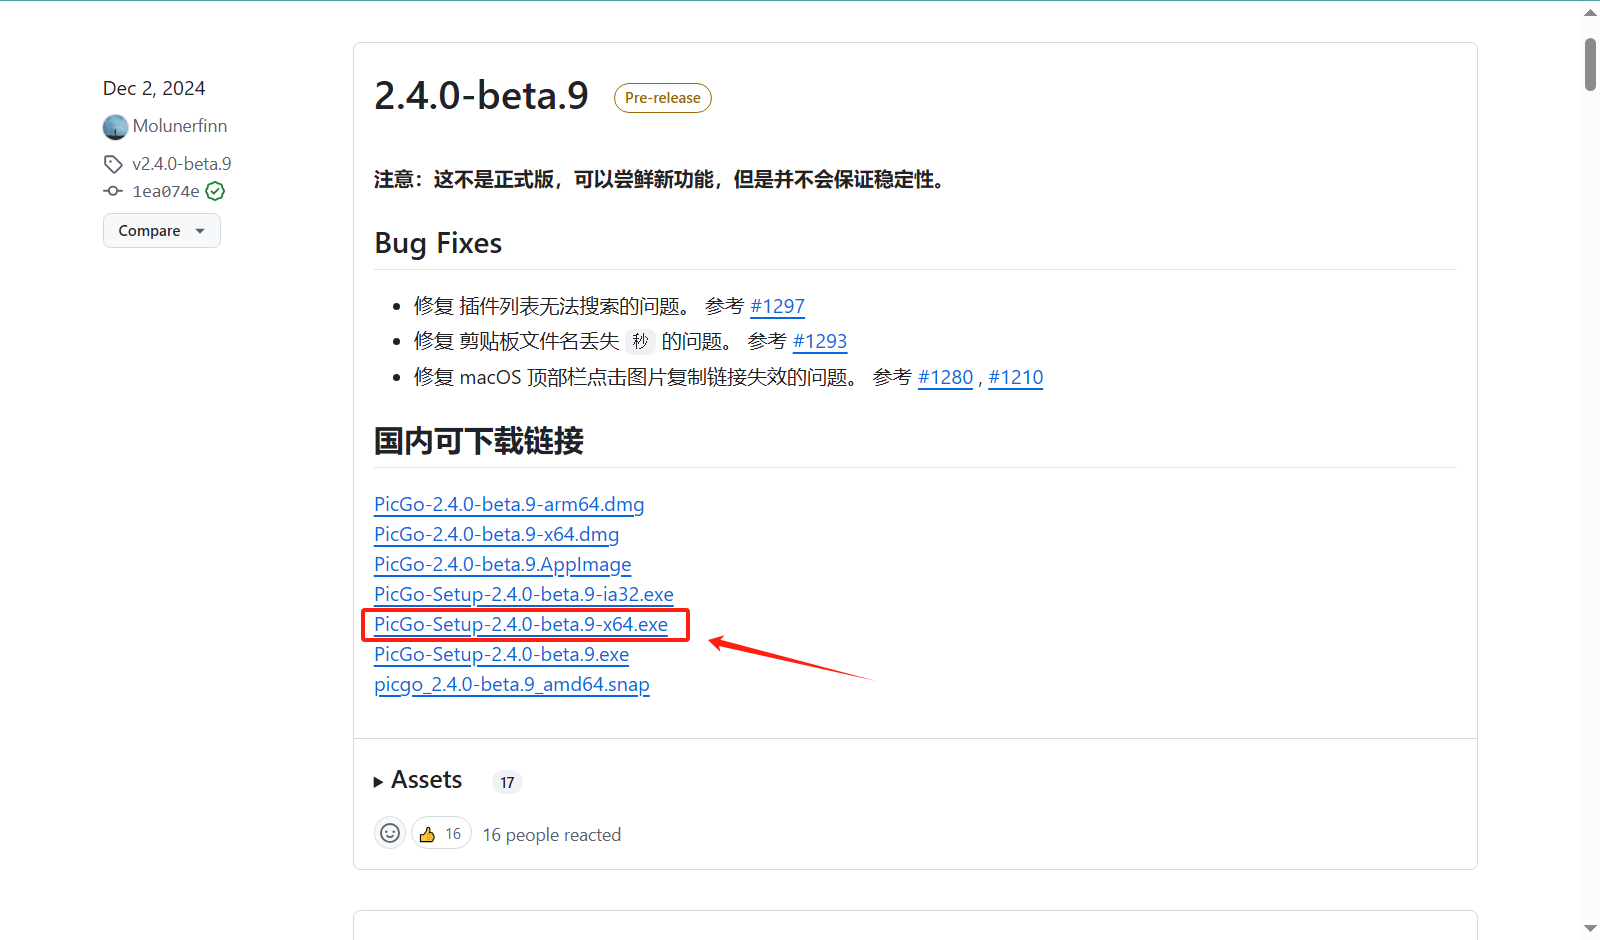 Dec 2, 2024
Molunerfinn
v2.4.0-beta.9
1ea074e
Compare
2.4.0-beta.9 Pre-release
注意：这不是正式版，可以尝鲜新功能，但是并不会保证稳定性。
Bug Fixes
修复 插件列表无法搜索的问题。 参考 #1297
修复 剪贴板文件名丢失 秒 的问题。 参考 #1293
修复 macOS 顶部栏点击图片复制链接失效的问题。 参考 #1280 , #1210
国内可下载链接
PicGo-2.4.0-beta.9-arm64.dmg
PicGo-2.4.0-beta.9-x64.dmg
PicGo-2.4.0-beta.9.AppImage
PicGo-Setup-2.4.0-beta.9-ia32.exe
PicGo-Setup-2.4.0-beta.9-x64.exe
PicGo-Setup-2.4.0-beta.9.exe
picgo_2.4.0-beta.9_amd64.snap
Assets 17
16 16 people reacted